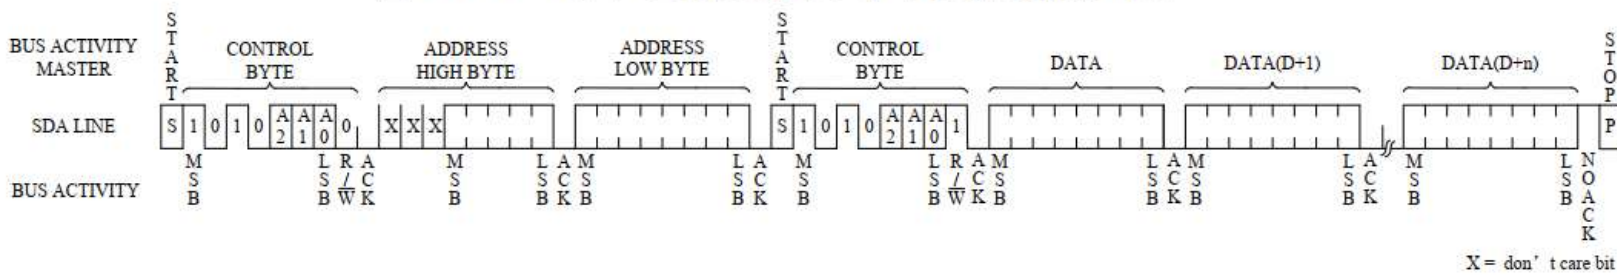 START
STOP
BUS ACTIVITY MASTER
CONTROL BYTE
ADDRESS HIGH BYTE
ADDRESS LOW BYTE
START
CONTROL BYTE
DATA
DATA(D+1)
DATA(D+n)
SDA LINE
S 1 0 1 0 A2 A1 A0 0
X X X
S 1 0 1 0 A2 A1 A0 1
P
BUS ACTIVITY
MSB LSB R/W ACK MSB LSB ACK MSB LSB ACK MSB LSB R/W ACK MSB LSB ACK MSB LSB ACK MSB LSB NO ACK
X = don't care bit